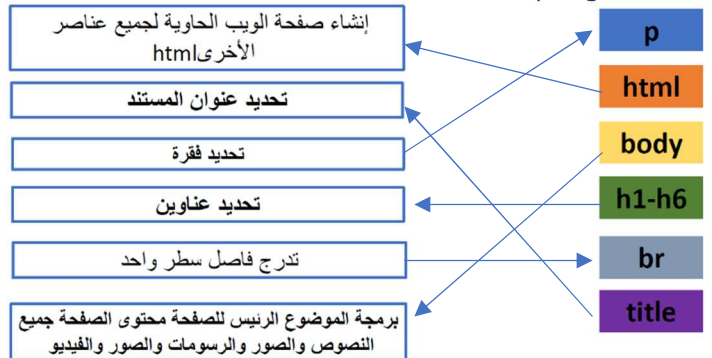 إنشاء صفحة الويب الحاوية لجميع عناصر
الأخرىhtml
p
html
تحديد عنوان المستند
تحديد فقرة
body
تحديد عناوين
h1-h6
تدرج فاصل سطر واحد
br
title
برمجة الموضوع الرئيس للصفحة محتوى الصفحة جميع
النصوص والصور والرسومات والصور والفيديو